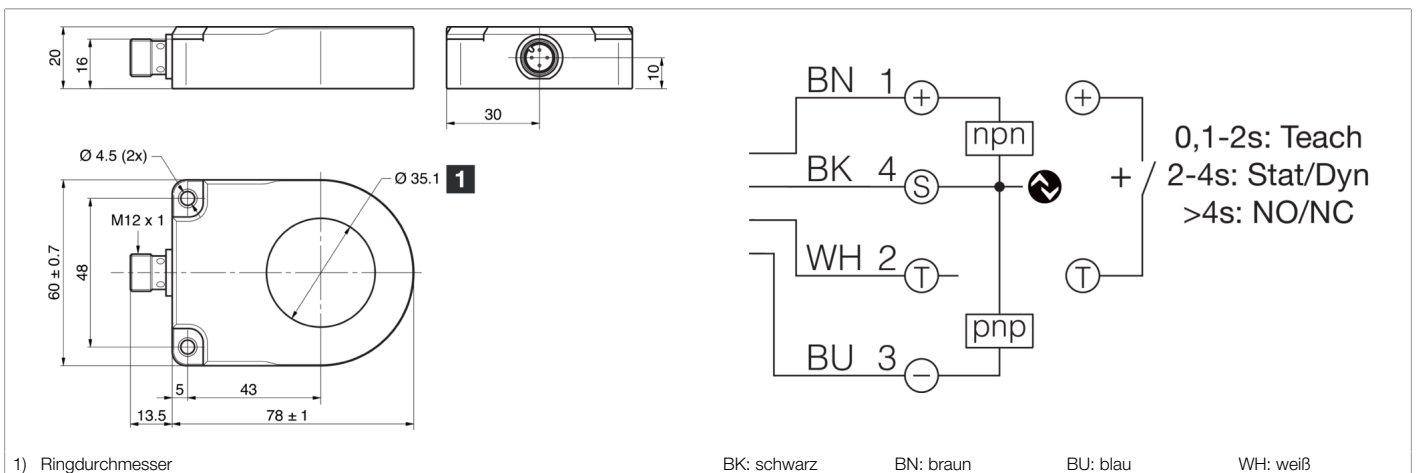 20
16
10
30
Ø 4.5 (2x)
Ø 35.1 1
M12 x 1
60 ± 0.7
48
5 43
13.5 78 ± 1
BN 1 +
npn
BK 4 S
WH 2 T
pnp
BU 3 −
+
+
T
0,1-2s: Teach
2-4s: Stat/Dyn
>4s: NO/NC
1) Ringdurchmesser
BK: schwarz BN: braun BU: blau WH: weiß